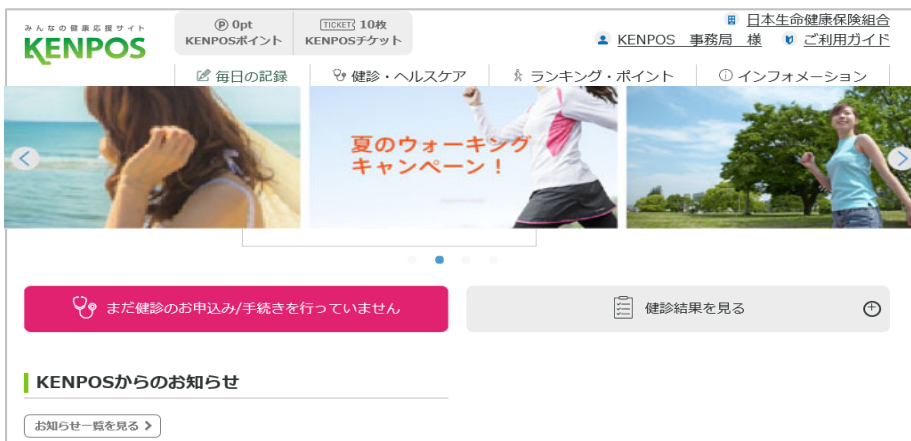 みんなの健康応援サイト
KENPOS
Ⓟ 0pt
KENPOSポイント
TICKET 10枚
KENPOSチケット
日本生命健康保険組合
KENPOS 事務局 様 ご利用ガイド
毎日の記録 健診・ヘルスケア ランキング・ポイント インフォメーション
夏のウォーキング
キャンペーン！
まだ健診のお申込み/手続きを行っていません
健診結果を見る
KENPOSからのお知らせ
お知らせ一覧を見る